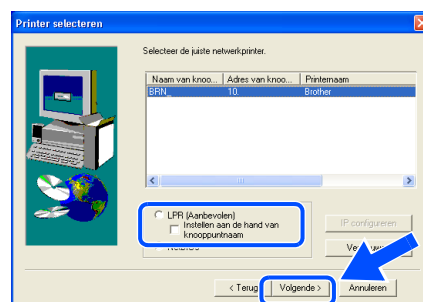 Printer selecteren
Selecteer de juiste netwerkprinter.
Naam van knoo... Adres van knoo... Printernaam
BRN_ 10. Brother
LPR (Aanbevolen)
Instellen aan de hand van
knooppuntnaam
IP configureren
< Terug Volgende > Annuleren